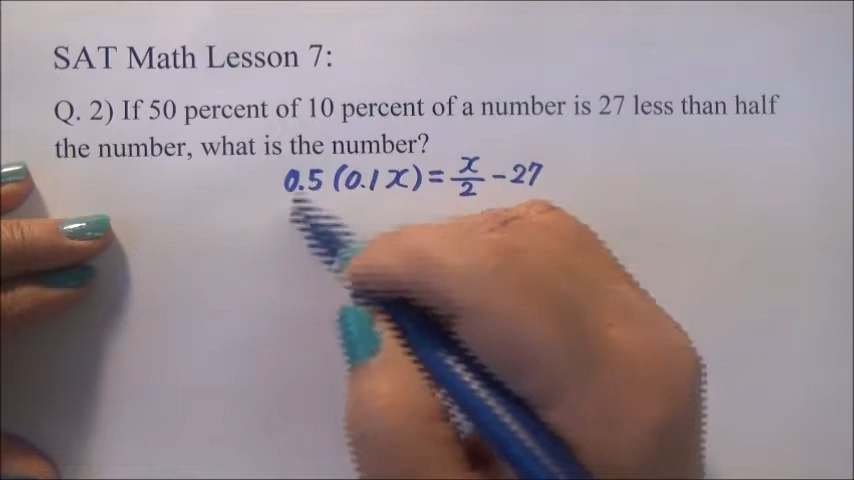 SAT Math Lesson 7:
Q. 2) If 50 percent of 10 percent of a number is 27 less than half
the number, what is the number?
0.5 (0.1x) = x/2 - 27